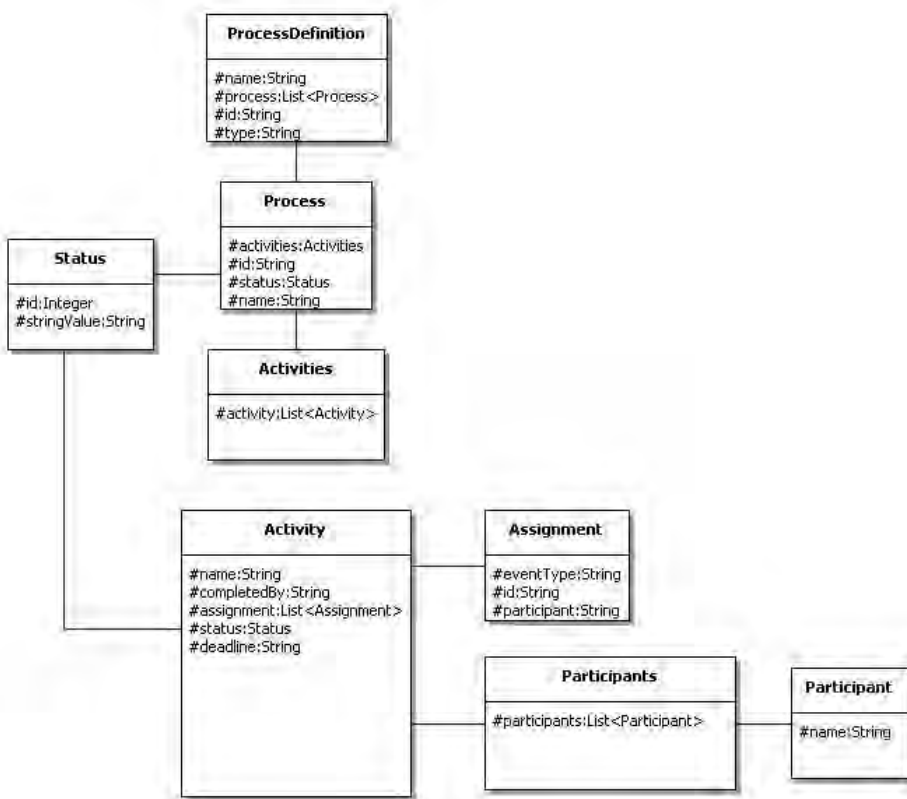 ProcessDefinition
#name:String
#process:List<Process>
#id:String
#type:String
Process
#activities:Activities
#id:String
#status:Status
#name:String
Status
#id:Integer
#stringValue:String
Activities
#activity:List<Activity>
Activity
#name:String
#completedBy:String
#assignment:List<Assignment>
#status:Status
#deadline:String
Assignment
#eventType:String
#id:String
#participant:String
Participants
#participants:List<Participant>
Participant
#name:String